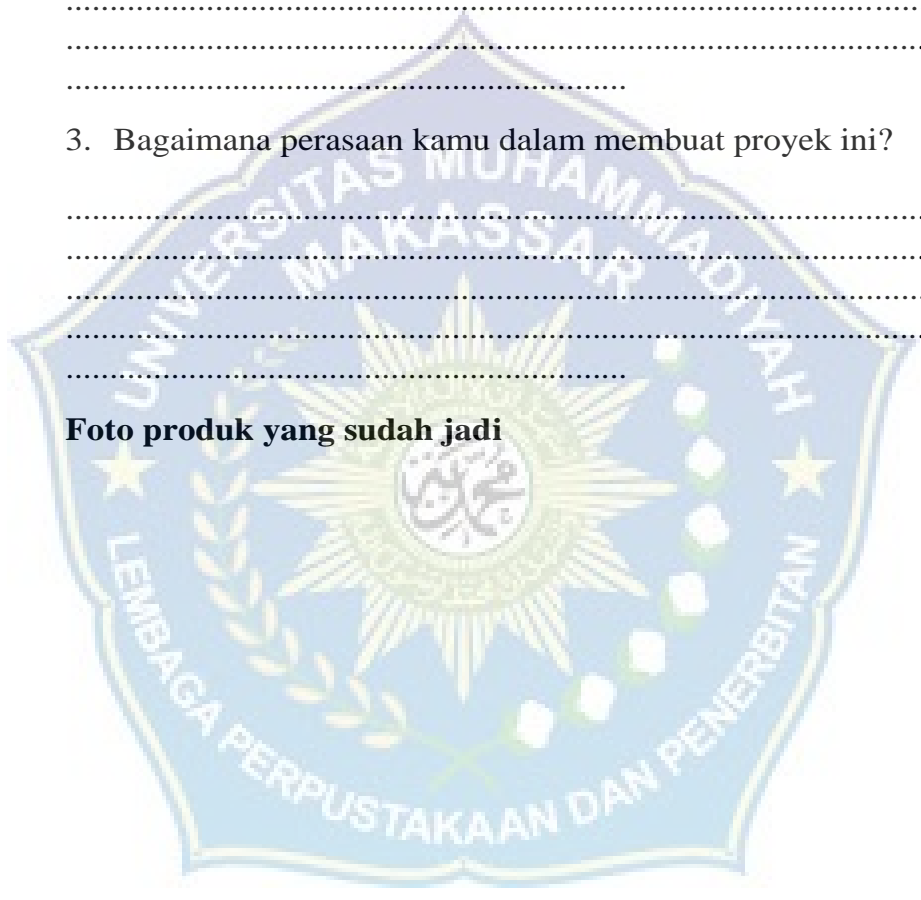 ................................................................................
................................................................................
............................................................
3. Bagaimana perasaan kamu dalam membuat proyek ini?
................................................................................
................................................................................
................................................................................
................................................................................
............................................................
Foto produk yang sudah jadi
UNIVERSITAS MUHAMMADIYAH
MAKASSAR
LEMBAGA PERPUSTAKAAN DAN PENERBITAN